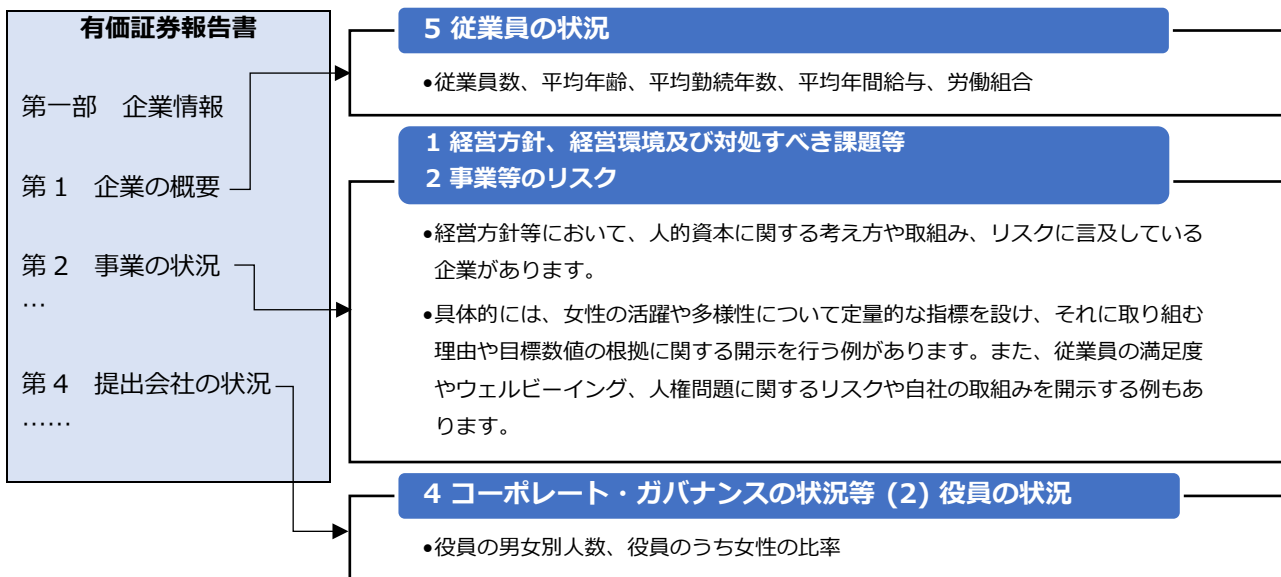 有価証券報告書
第一部　企業情報
第１　企業の概要
第２　事業の状況
…
第４　提出会社の状況
……
5 従業員の状況
•従業員数、平均年齢、平均勤続年数、平均年間給与、労働組合
1 経営方針、経営環境及び対処すべき課題等
2 事業等のリスク
•経営方針等において、人的資本に関する考え方や取組み、リスクに言及している
企業があります。
•具体的には、女性の活躍や多様性について定量的な指標を設け、それに取り組む
理由や目標数値の根拠に関する開示を行う例があります。また、従業員の満足度
やウェルビーイング、人権問題に関するリスクや自社の取組みを開示する例もあ
ります。
4 コーポレート・ガバナンスの状況等 (2) 役員の状況
•役員の男女別人数、役員のうち女性の比率